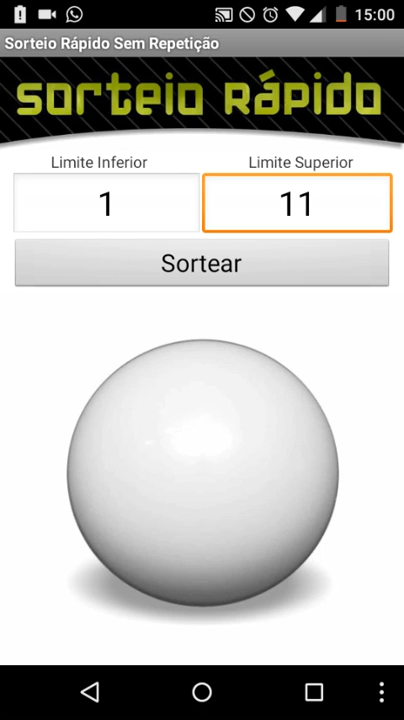 15:00
Sorteio Rápido Sem Repetição
sorteio Rápido
Limite Inferior Limite Superior
1 11
Sortear